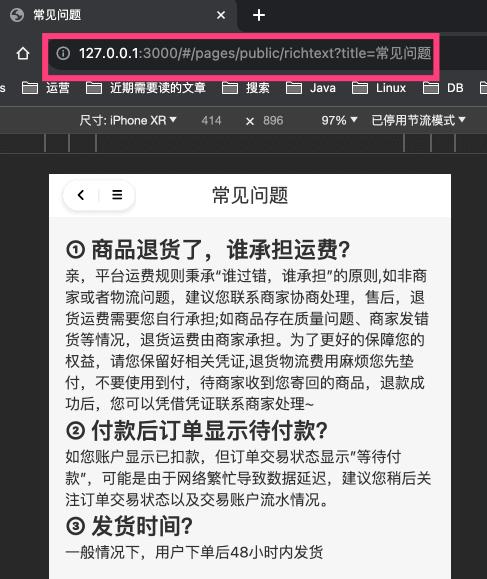 常见问题
127.0.0.1:3000/#/pages/public/richtext?title=常见问题
s 运营 近期需要读的文章 搜索 Java Linux DB
尺寸: iPhone XR 414 × 896 97% 已停用节流模式
常见问题
① 商品退货了，谁承担运费?
亲，平台运费规则秉承“谁过错，谁承担”的原则,如非商
家或者物流问题，建议您联系商家协商处理，售后，退
货运费需要您自行承担;如商品存在质量问题、商家发错
货等情况，退货运费由商家承担。为了更好的保障您的
权益，请您保留好相关凭证,退货物流费用麻烦您先垫
付，不要使用到付，待商家收到您寄回的商品，退款成
功后，您可以凭借凭证联系商家处理~
② 付款后订单显示待付款?
如您账户显示已扣款，但订单交易状态显示”等待付
款”，可能是由于网络繁忙导致数据延迟，建议您稍后关
注订单交易状态以及交易账户流水情况。
③ 发货时间?
一般情况下，用户下单后48小时内发货